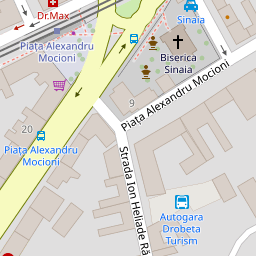 Dr.Max
Sinaia
Piața Alexandru
Mocioni
Biserica
Sinaia
9
Piața Alexandru Mocioni
20
Piața Alexandru
Mocioni
Strada Ion Heliade Ră
Autogara
Drobeta
Turism